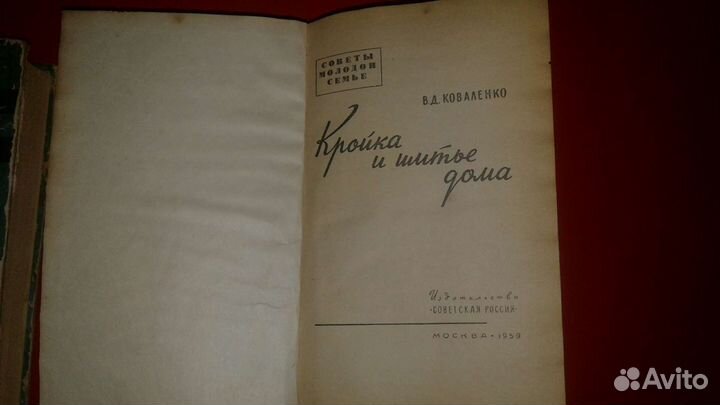 СОВЕТЫ
МОЛОДОЙ
СЕМЬЕ
В.Д. КОВАЛЕНКО
Кройка
и шитье
дома
Издательство
"СОВЕТСКАЯ РОССИЯ"
МОСКВА • 1959
Avito